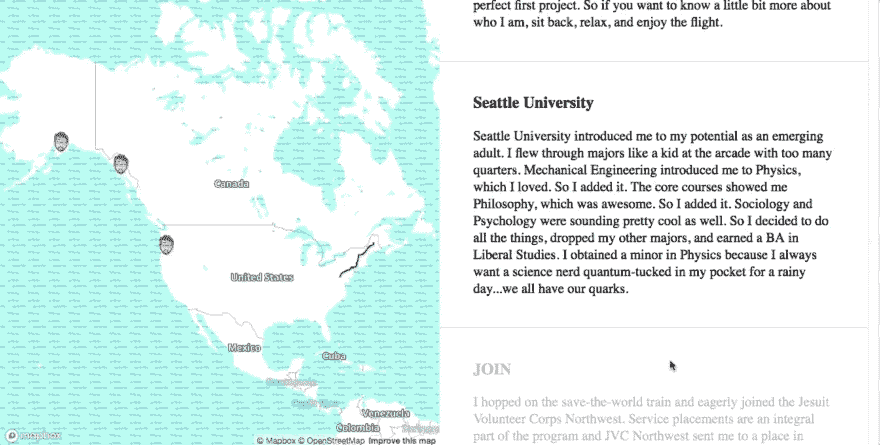 perfect first project. So if you want to know a little bit more about
who I am, sit back, relax, and enjoy the flight.
Seattle University
Seattle University introduced me to my potential as an emerging
adult. I flew through majors like a kid at the arcade with too many
quarters. Mechanical Engineering introduced me to Physics,
which I loved. So I added it. The core courses showed me
Philosophy, which was awesome. So I added it. Sociology and
Psychology were sounding pretty cool as well. So I decided to do
all the things, dropped my other majors, and earned a BA in
Liberal Studies. I obtained a minor in Physics because I always
want a science nerd quantum-tucked in my pocket for a rainy
day...we all have our quarks.
JOIN
I hopped on the save-the-world train and eagerly joined the Jesuit
Volunteer Corps Northwest. Service placements are an integral
part of the program and JVC Northwest sent me to a place in
Canada
United States
Mexico
Cuba
Venezuela
Colombia
mapbox
© Mapbox © OpenStreetMap Improve this map